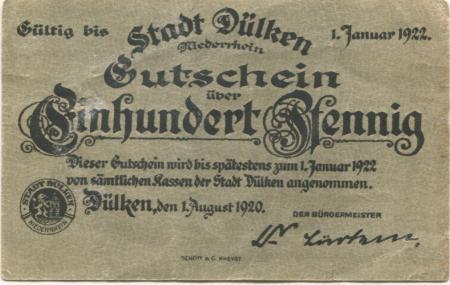 Gültig bis Stadt Dülken 1. Januar 1922.
Niederrhein
Gutschein
über
Einhundert Pfennig
Dieser Gutschein wird bis spätestens zum 1. Januar 1922
von sämtlichen Kassen der Stadt Dülken angenommen.
Dülken, den 1. August 1920.
DER BÜRGERMEISTER
STADT DÜLKEN
NIEDERRHEIN